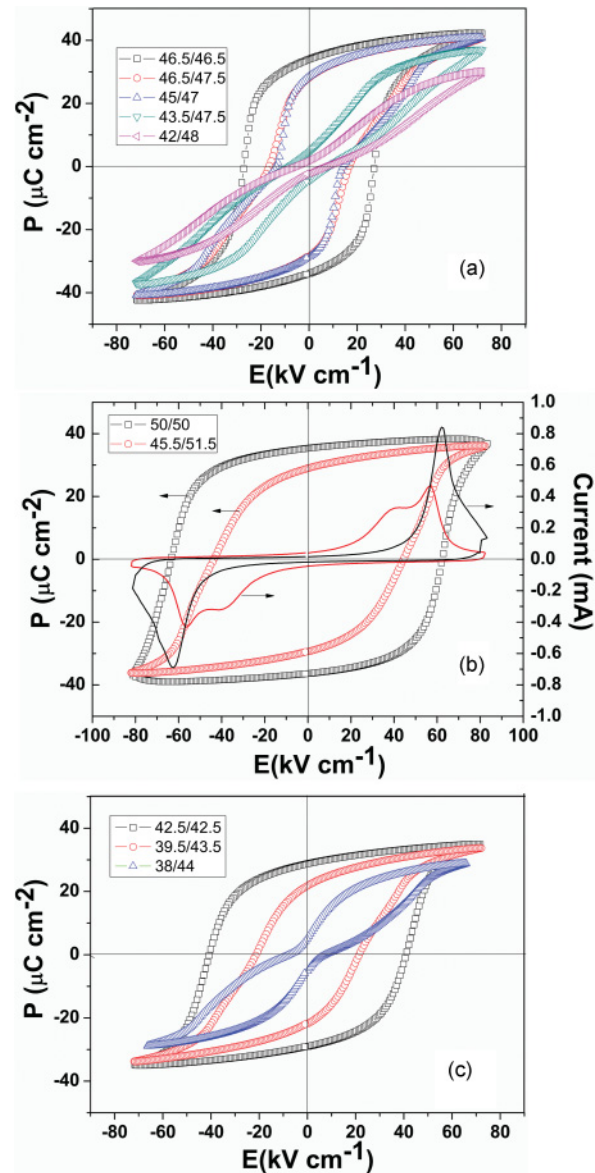 46.5/46.5
46.5/47.5
45/47
43.5/47.5
42/48
40
20
0
-20
-40
P (μC cm⁻²)
(a)
-80 -60 -40 -20 0 20 40 60 80
E(kV cm⁻¹)
50/50
45.5/51.5
40
20
0
-20
-40
P (μC cm⁻²)
1.0
0.8
0.6
0.4
0.2
0.0
-0.2
-0.4
-0.6
-0.8
-1.0
Current (mA)
(b)
-100 -80 -60 -40 -20 0 20 40 60 80 100
E(kV cm⁻¹)
42.5/42.5
39.5/43.5
38/44
40
20
0
-20
-40
P (μC cm⁻²)
(c)
-80 -60 -40 -20 0 20 40 60 80
E(kV cm⁻¹)